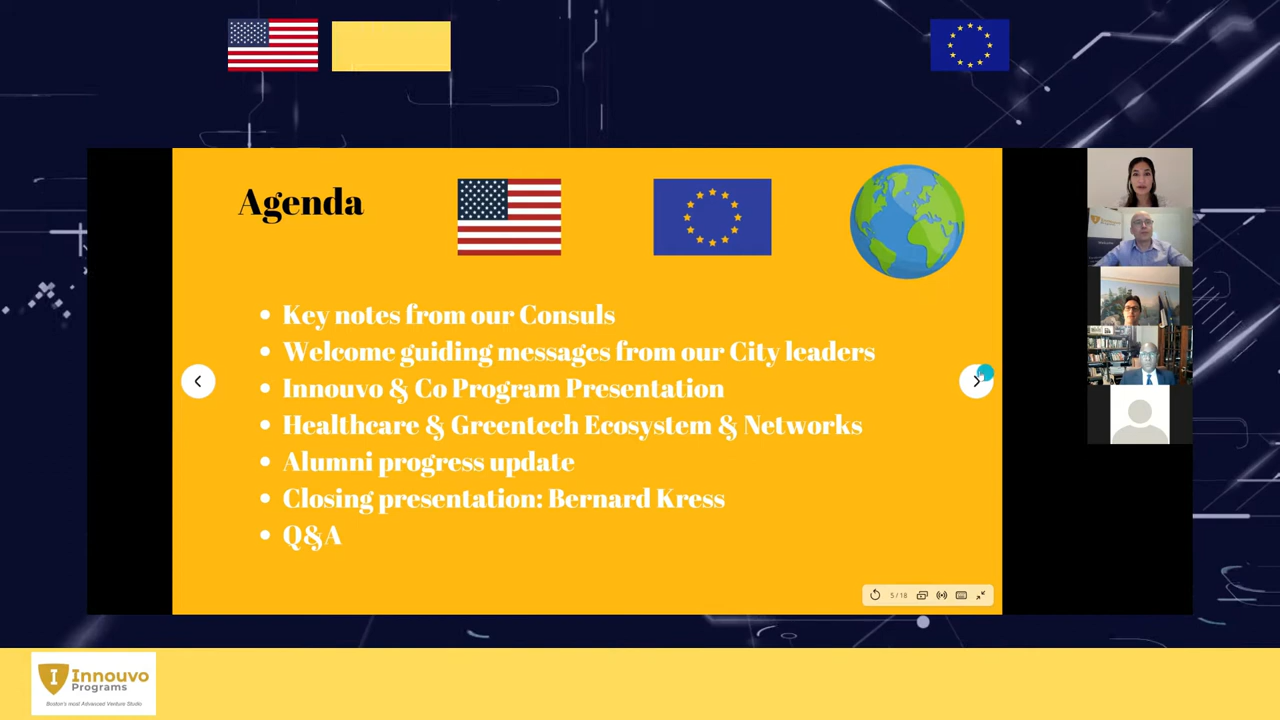 Agenda
Key notes from our Consuls
Welcome guiding messages from our City leaders
Innouvo & Co Program Presentation
Healthcare & Greentech Ecosystem & Networks
Alumni progress update
Closing presentation: Bernard Kress
Q&A
5 / 18
I Innouvo
Programs
Boston's most Advanced Venture Studio